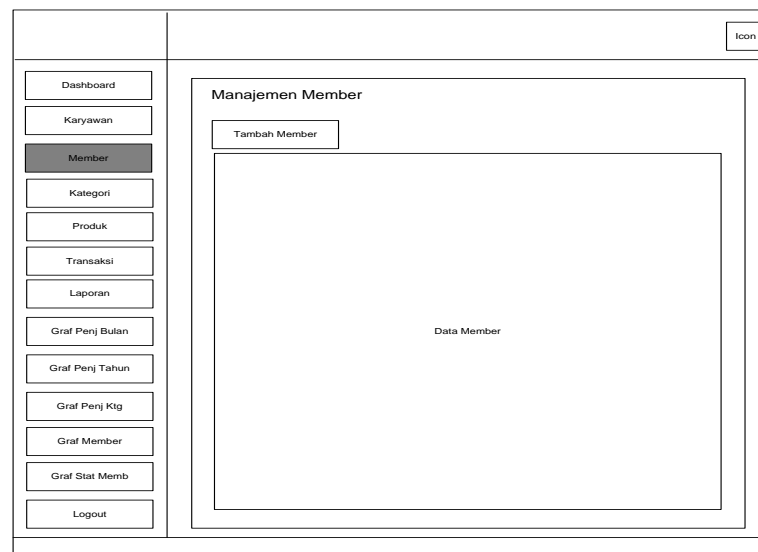 Icon
Dashboard
Karyawan
Member
Kategori
Produk
Transaksi
Laporan
Graf Penj Bulan
Graf Penj Tahun
Graf Penj Ktg
Graf Member
Graf Stat Memb
Logout
Manajemen Member
Tambah Member
Data Member